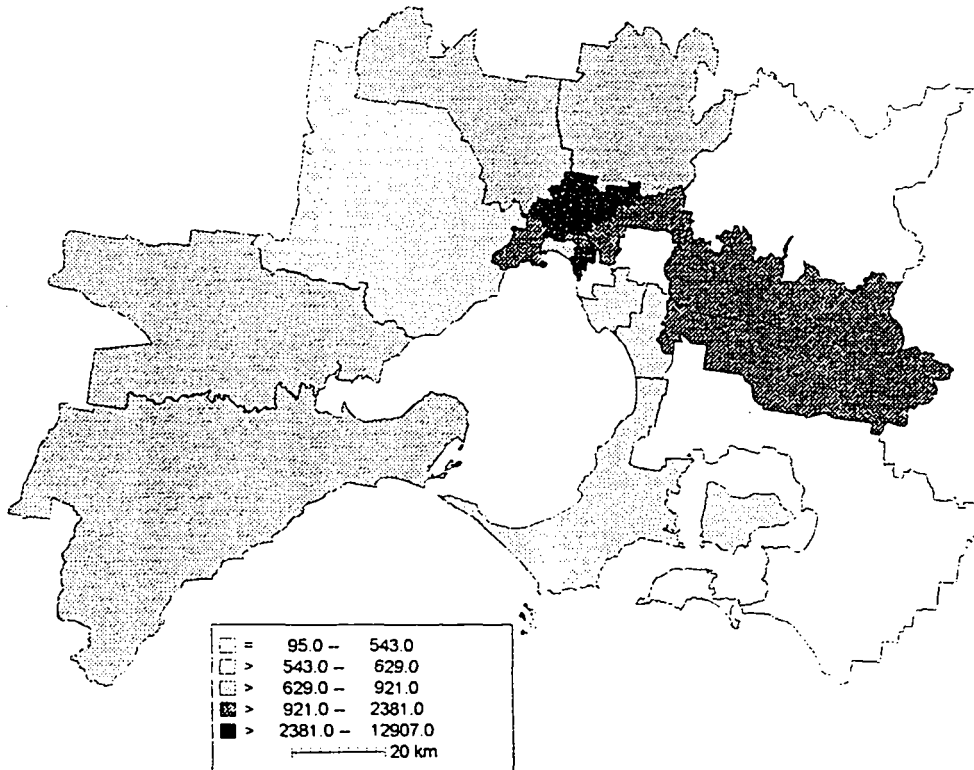 = 95.0 – 543.0
> 543.0 – 629.0
> 629.0 – 921.0
> 921.0 – 2381.0
> 2381.0 – 12907.0
20 km